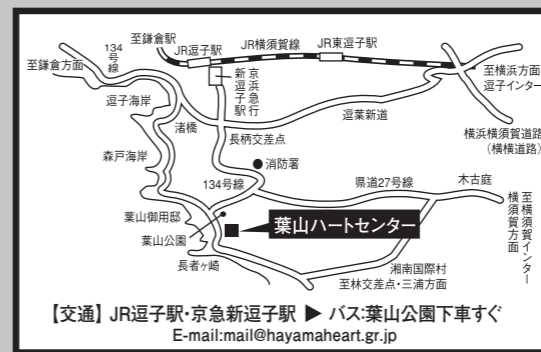 至鎌倉駅
134号線
JR逗子駅
JR横須賀線
JR東逗子駅
至鎌倉方面
新逗子駅
京浜急行
至横浜方面
逗子インター
逗子海岸
渚橋
逗葉新道
横浜横須賀道路
(横横道路)
長柄交差点
森戸海岸
消防署
134号線
県道27号線
木古庭
至横須賀インター
横須賀方面
葉山御用邸
葉山公園
葉山ハートセンター
長者ヶ崎
湘南国際村
至林交差点・三浦方面
【交通】JR逗子駅・京急新逗子駅 ▶ バス:葉山公園下車すぐ
E-mail:mail@hayamaheart.gr.jp